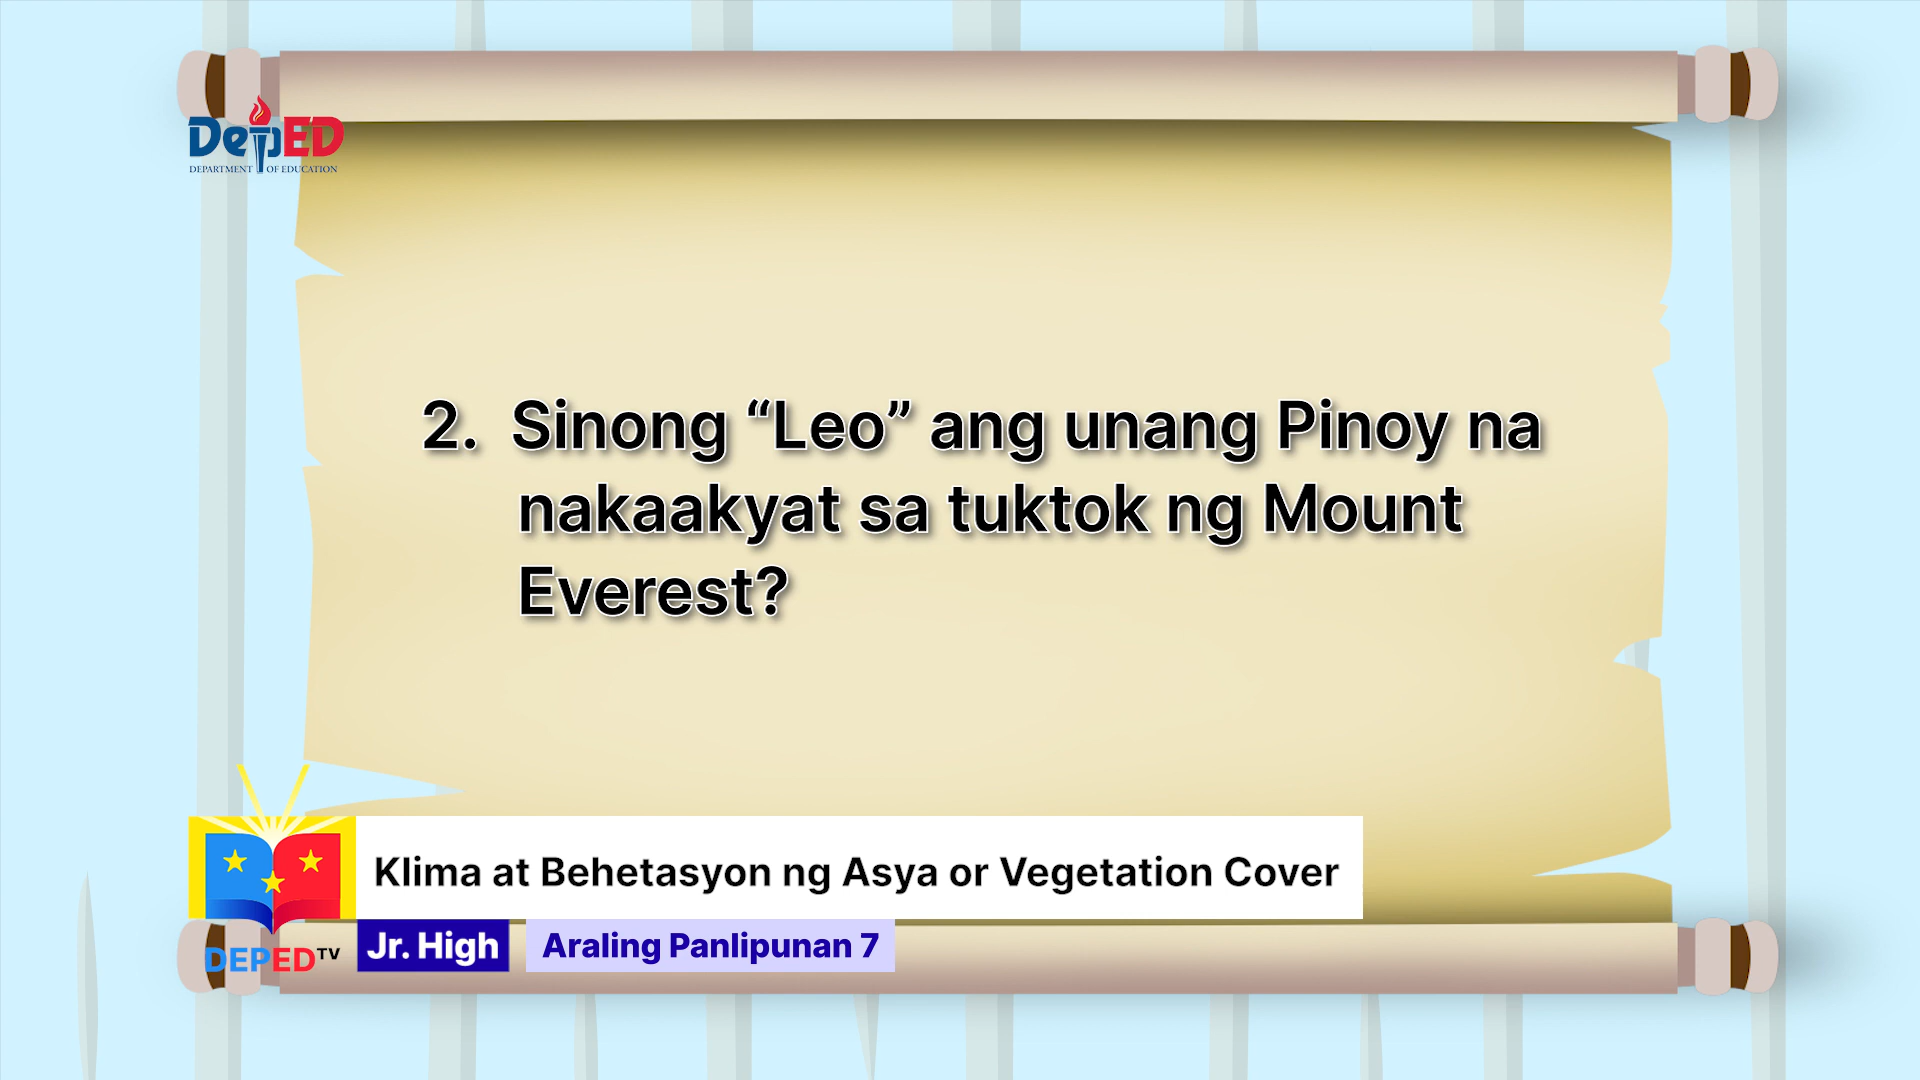 DepED
DEPARTMENT OF EDUCATION
2. Sinong “Leo” ang unang Pinoy na
nakaakyat sa tuktok ng Mount
Everest?
Klima at Behetasyon ng Asya or Vegetation Cover
DEPED TV
Jr. High
Araling Panlipunan 7